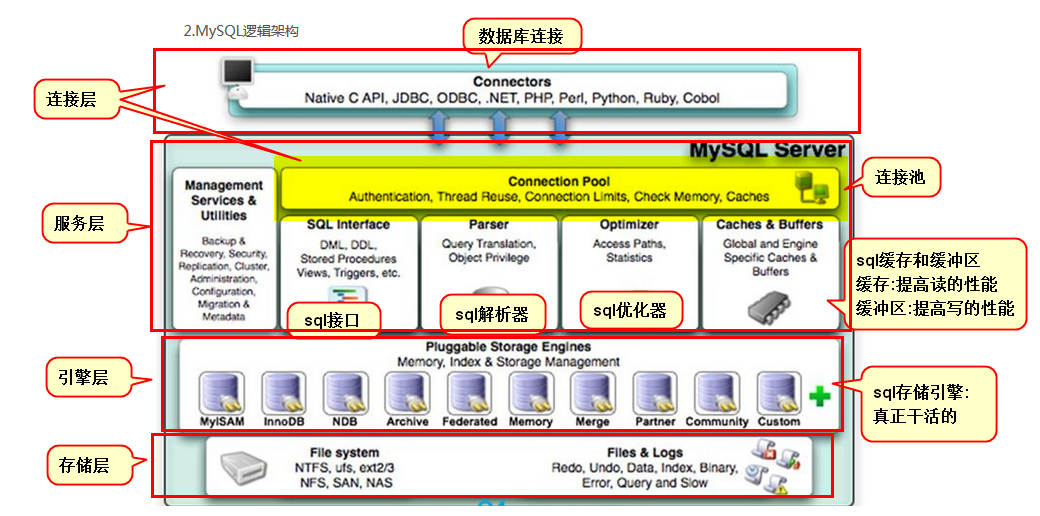 2.MySQL逻辑架构
数据库连接
连接层
Connectors
Native C API, JDBC, ODBC, .NET, PHP, Perl, Python, Ruby, Cobol
MySQL Server
服务层
Management
Services &
Utilities
Backup &
Recovery, Security,
Replication, Cluster,
Administration,
Configuration,
Migration &
Metadata
Connection Pool
Authentication, Thread Reuse, Connection Limits, Check Memory, Caches
连接池
SQL Interface
DML, DDL,
Stored Procedures
Views, Triggers, etc.
sql接口
Parser
Query Translation,
Object Privilege
sql解析器
Optimizer
Access Paths,
Statistics
sql优化器
Caches & Buffers
Global and Engine
Specific Caches &
Buffers
sql缓存和缓冲区
缓存:提高读的性能
缓冲区:提高写的性能
引擎层
Pluggable Storage Engines
Memory, Index & Storage Management
MyISAM
InnoDB
NDB
Archive
Federated
Memory
Merge
Partner
Community
Custom
sql存储引擎:
真正干活的
存储层
File system
NTFS, ufs, ext2/3
NFS, SAN, NAS
Files & Logs
Redo, Undo, Data, Index, Binary,
Error, Query and Slow